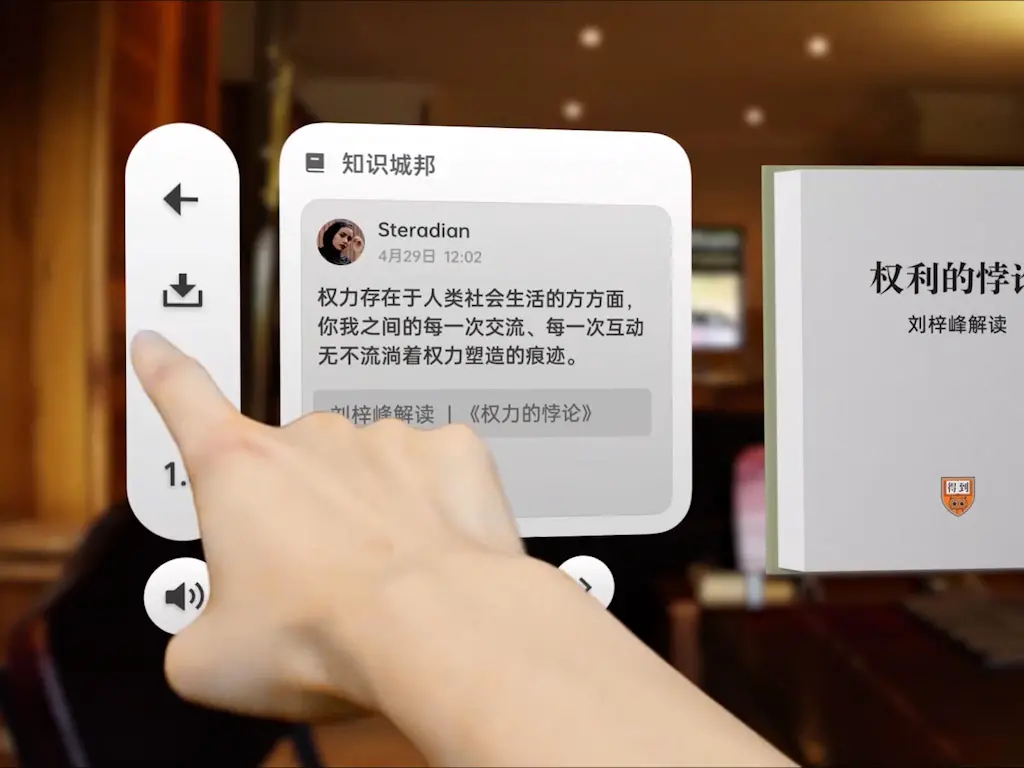 知识城邦
Steradian
4月29日 12:02
权力存在于人类社会生活的方方面，
你我之间的每一次交流、每一次互动
无不流淌着权力塑造的痕迹。
刘梓峰解读 | 《权力的悖论》
1.
权利的悖论
刘梓峰解读
得到